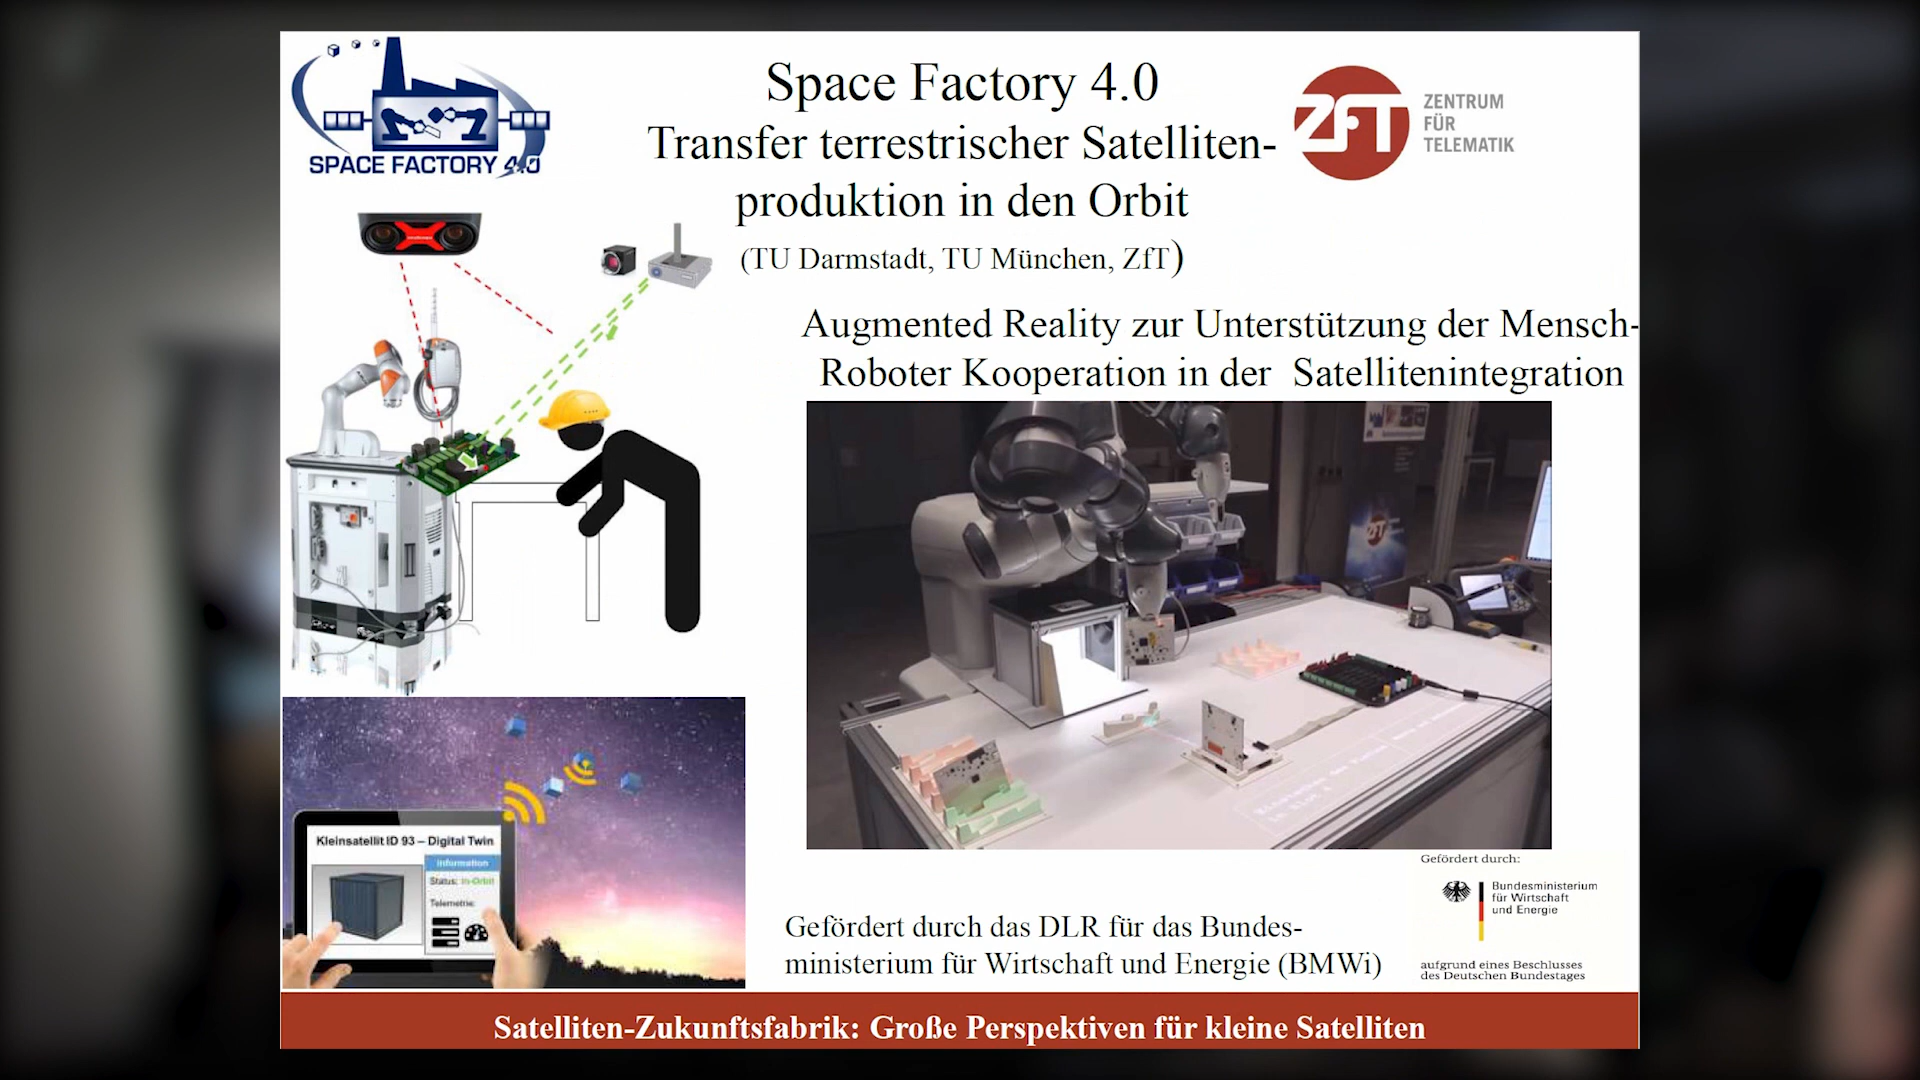 SPACE FACTORY 4.0
Space Factory 4.0
Transfer terrestrischer Satelliten-
produktion in den Orbit
(TU Darmstadt, TU München, ZfT)
ZfT
ZENTRUM
FÜR
TELEMATIK
Augmented Reality zur Unterstützung der Mensch-
Roboter Kooperation in der Satellitenintegration
ZfT
Kleinsatellit ID 93 – Digital Twin
Information
Status: In-Orbit
Telemetrie:
Gefördert durch das DLR für das Bundes-
ministerium für Wirtschaft und Energie (BMWi)
Gefördert durch:
Bundesministerium
für Wirtschaft
und Energie
aufgrund eines Beschlusses
des Deutschen Bundestages
Satelliten-Zukunftsfabrik: Große Perspektiven für kleine Satelliten